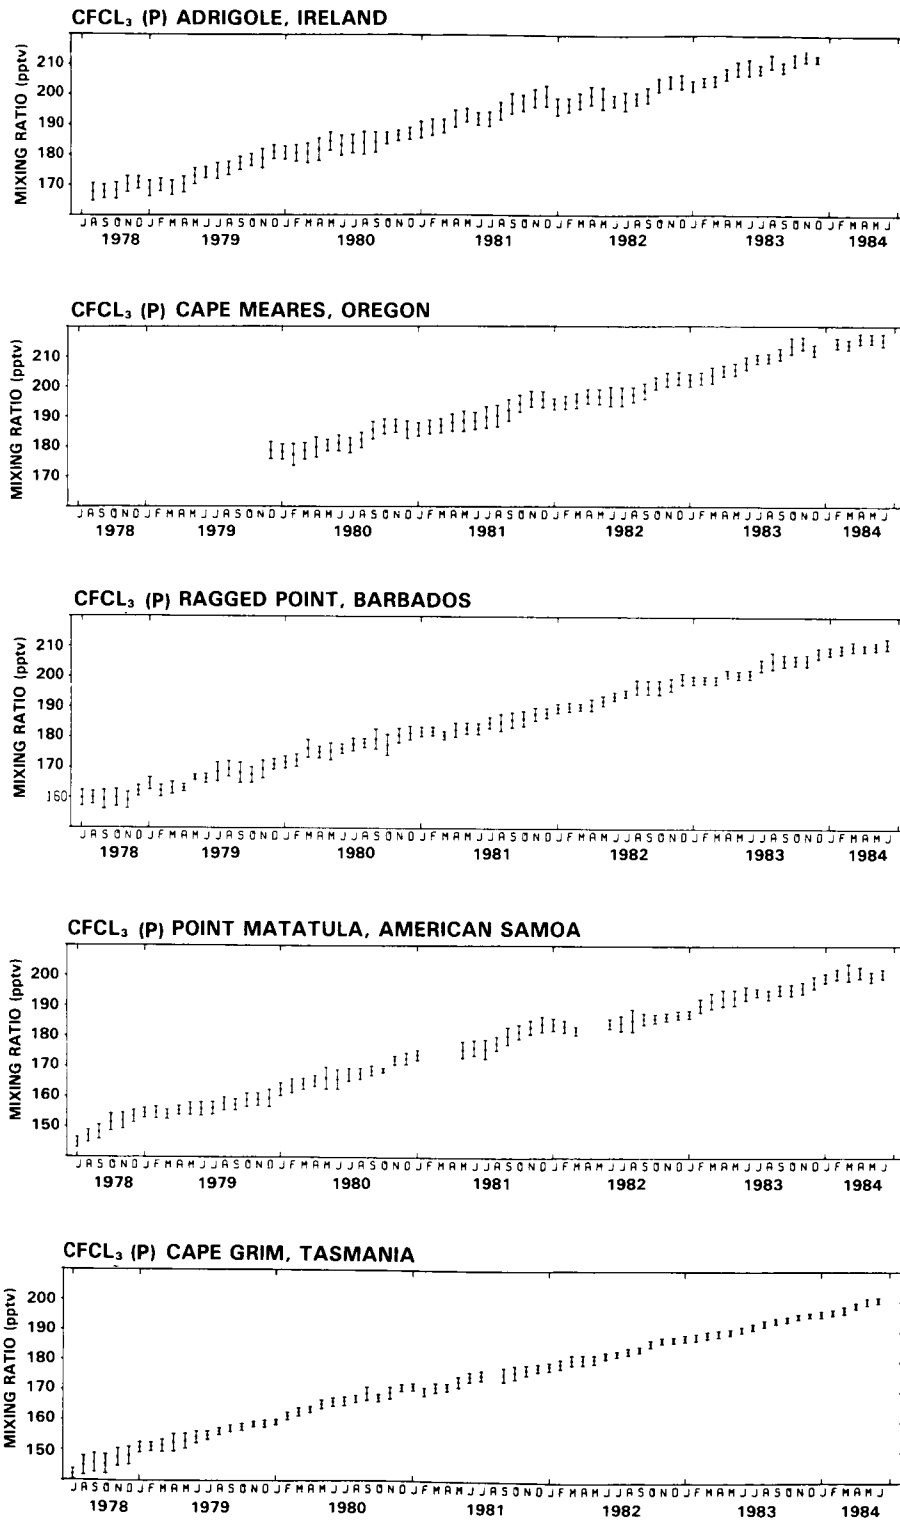 CFCL₃ (P) ADRIGOLE, IRELAND
MIXING RATIO (pptv)
210
200
190
180
170
J A S O N D J F M A M J J A S O N D J F M A M J J A S O N D J F M A M J J A S O N D J F M A M J J A S O N D J F M A M J J A S O N D J F M A M J
1978 1979 1980 1981 1982 1983 1984
CFCL₃ (P) CAPE MEARES, OREGON
MIXING RATIO (pptv)
210
200
190
180
170
J A S O N D J F M A M J J A S O N D J F M A M J J A S O N D J F M A M J J A S O N D J F M A M J J A S O N D J F M A M J J A S O N D J F M A M J
1978 1979 1980 1981 1982 1983 1984
CFCL₃ (P) RAGGED POINT, BARBADOS
MIXING RATIO (pptv)
210
200
190
180
170
160
J A S O N D J F M A M J J A S O N D J F M A M J J A S O N D J F M A M J J A S O N D J F M A M J J A S O N D J F M A M J J A S O N D J F M A M J
1978 1979 1980 1981 1982 1983 1984
CFCL₃ (P) POINT MATATULA, AMERICAN SAMOA
MIXING RATIO (pptv)
200
190
180
170
160
150
J A S O N D J F M A M J J A S O N D J F M A M J J A S O N D J F M A M J J A S O N D J F M A M J J A S O N D J F M A M J J A S O N D J F M A M J
1978 1979 1980 1981 1982 1983 1984
CFCL₃ (P) CAPE GRIM, TASMANIA
MIXING RATIO (pptv)
200
190
180
170
160
150
J A S O N D J F M A M J J A S O N D J F M A M J J A S O N D J F M A M J J A S O N D J F M A M J J A S O N D J F M A M J J A S O N D J F M A M J
1978 1979 1980 1981 1982 1983 1984